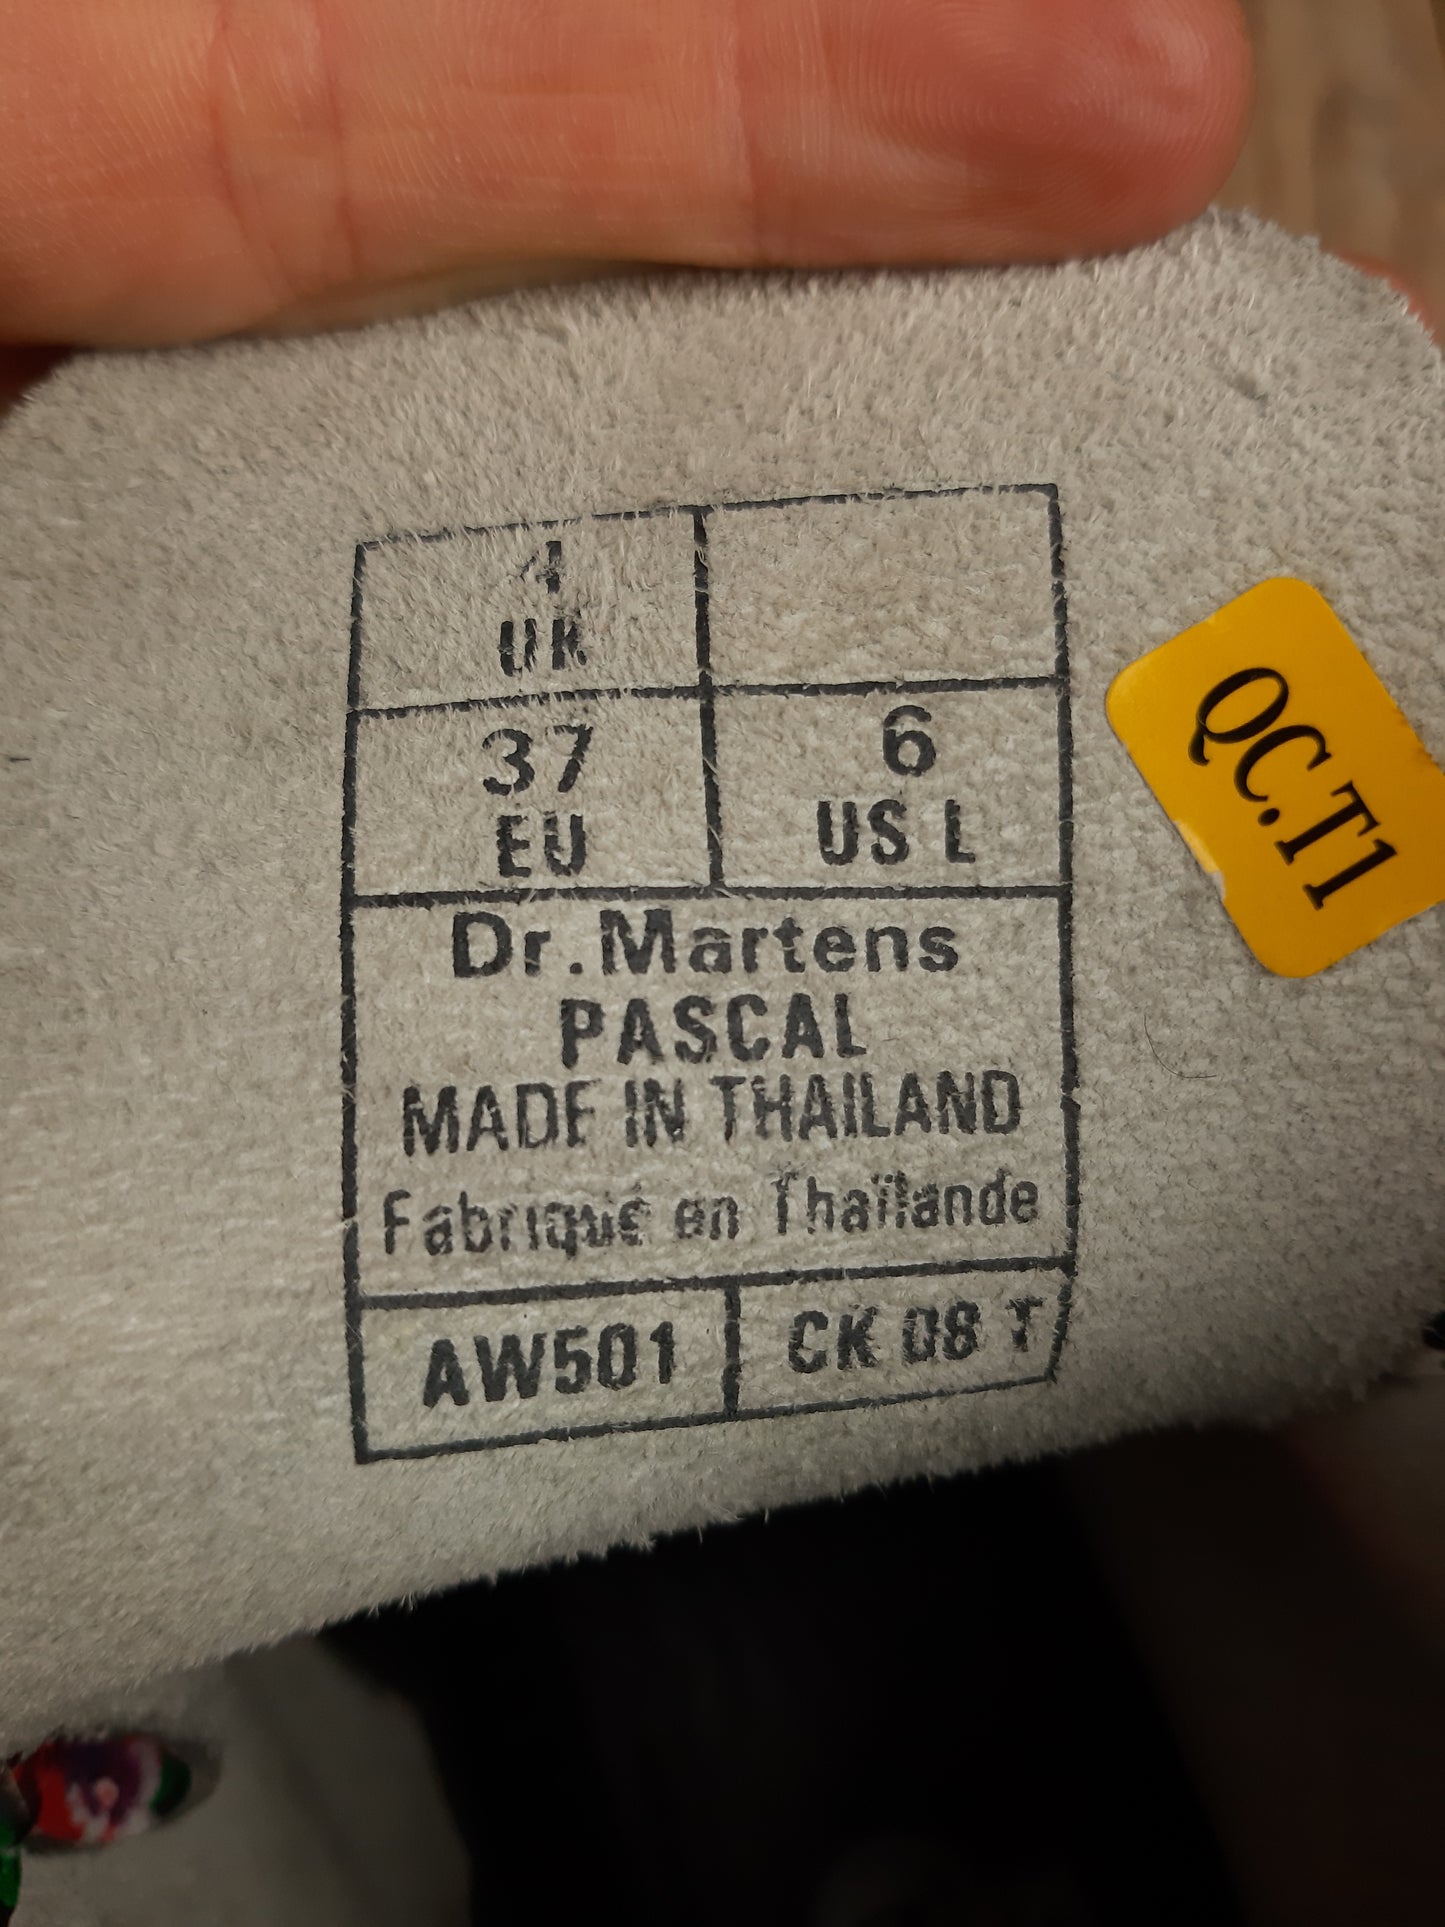 4
UK
37
EU
6
US L
Dr.Martens
PASCAL
MADE IN THAILAND
Fabriqué en Thaïlande
AW501
CK 08 T
QC.T1